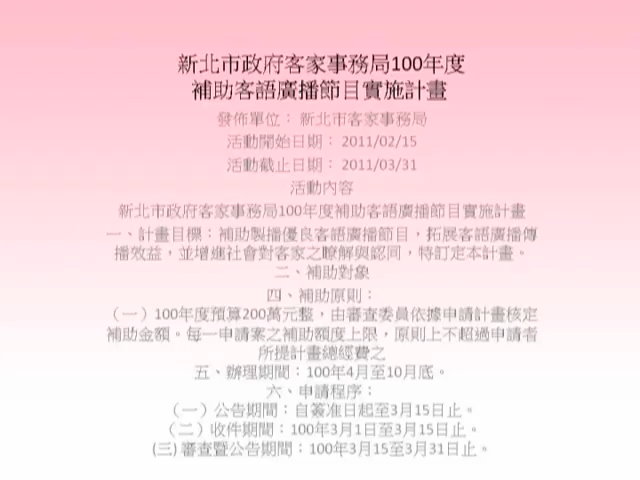 新北市政府客家事務局100年度
補助客語廣播節目實施計畫
發佈單位： 新北市客家事務局
活動開始日期： 2011/02/15
活動截止日期： 2011/03/31
活動內容
新北市政府客家事務局100年度補助客語廣播節目實施計畫
一、計畫目標：補助製播優良客語廣播節目，拓展客語廣播傳
播效益，並增進社會對客家之瞭解與認同，特訂定本計畫。
二、補助對象
四、補助原則：
（一）100年度預算200萬元整，由審查委員依據申請計畫核定
補助金額。每一申請案之補助額度上限，原則上不超過申請者
所提計畫總經費之
五、辦理期間：100年4月至10月底。
六、申請程序：
（一）公告期間：自簽准日起至3月15日止。
（二）收件期間：100年3月1日至3月15日止。
(三) 審查暨公告期間：100年3月15至3月31日止。